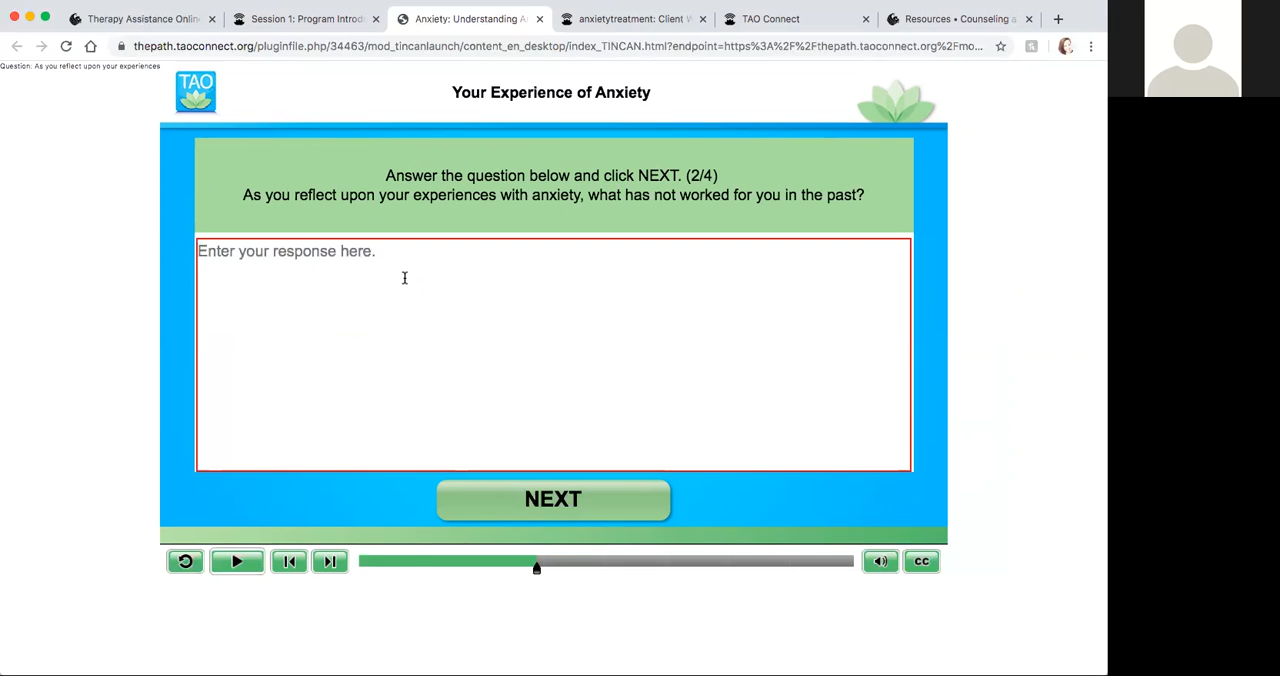 Therapy Assistance Online
Session 1: Program Introd
Anxiety: Understanding A
anxietytreatment: Client W
TAO Connect
Resources • Counseling a
thepath.taoconnect.org/pluginfile.php/34463/mod_tincanlaunch/content_en_desktop/index_TINCAN.html?endpoint=https%3A%2F%2Fthepath.taoconnect.org%2Fmo...
Question: As you reflect upon your experiences
TAO
Your Experience of Anxiety
Answer the question below and click NEXT. (2/4)
As you reflect upon your experiences with anxiety, what has not worked for you in the past?
Enter your response here.
NEXT
CC